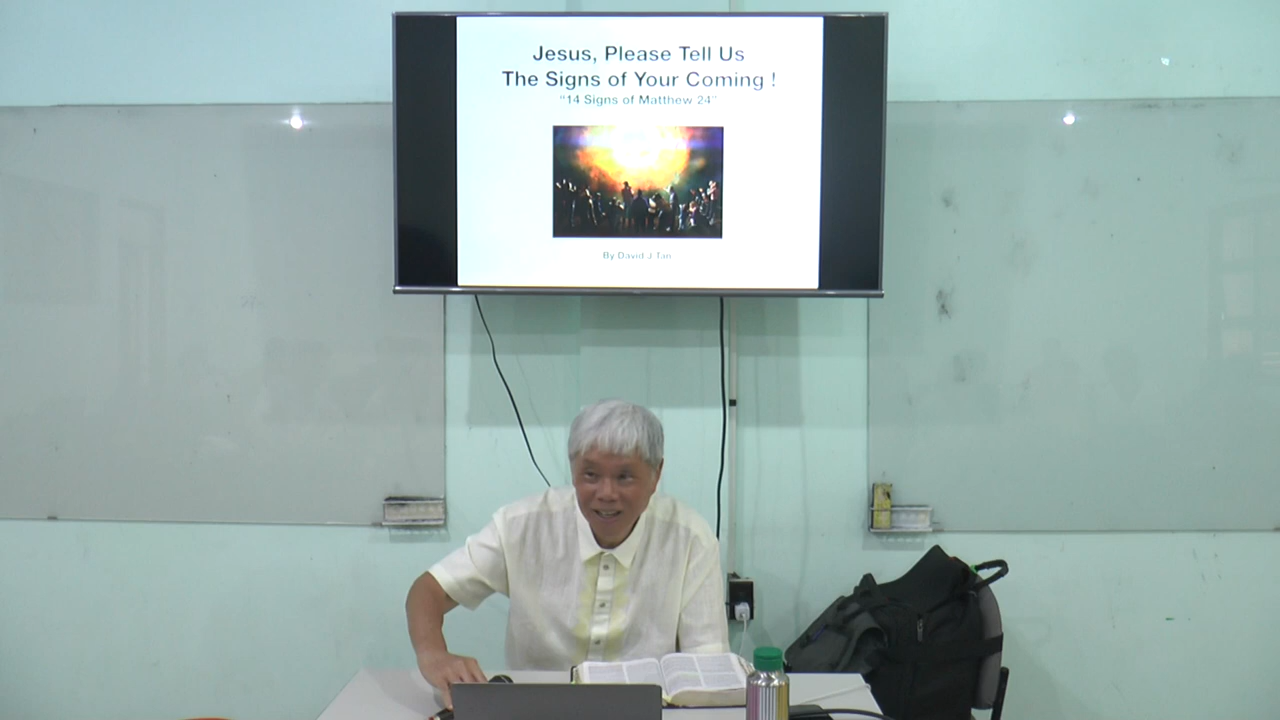 Jesus, Please Tell Us
The Signs of Your Coming !
"14 Signs of Matthew 24"
By David J Tan